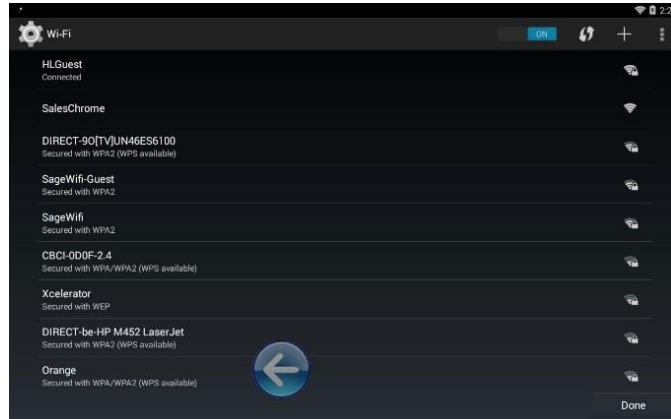 2:2
Wi-Fi
ON
HLGuest
Connected
SalesChrome
DIRECT-9O[TV]UN46ES6100
Secured with WPA2 (WPS available)
SageWifi-Guest
Secured with WPA2
SageWifi
Secured with WPA2
CBCI-0D0F-2.4
Secured with WPA/WPA2 (WPS available)
Xcelerator
Secured with WEP
DIRECT-be-HP M452 LaserJet
Secured with WPA2 (WPS available)
Orange
Secured with WPA/WPA2 (WPS available)
Done